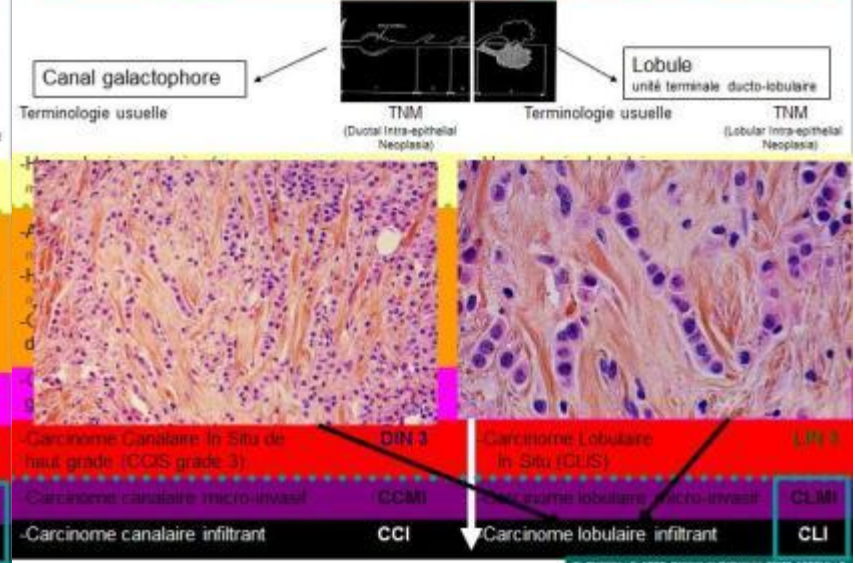 Canal galactophore
Lobule
unité terminale ducto-lobulaire
Terminologie usuelle
TNM
(Ductal Intra-epithelial
Neoplasia)
Terminologie usuelle
TNM
(Lobular Intra-epithelial
Neoplasia)
-Carcinome Canalaire In Situ de
haut grade (CCIS grade 3)
DIN 3
-Carcinome Lobulaire
In Situ (CLIS)
LIN 3
-Carcinome canalaire micro-invasif
CCMI
-Carcinome lobulaire micro-invasif
CLMI
-Carcinome canalaire infiltrant
CCI
-Carcinome lobulaire infiltrant
CLI